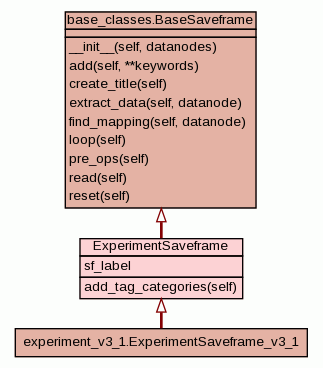 base_classes.BaseSaveframe
__init__(self, datanodes)
add(self, **keywords)
create_title(self)
extract_data(self, datanode)
find_mapping(self, datanode)
loop(self)
pre_ops(self)
read(self)
reset(self)
ExperimentSaveframe
sf_label
add_tag_categories(self)
experiment_v3_1.ExperimentSaveframe_v3_1